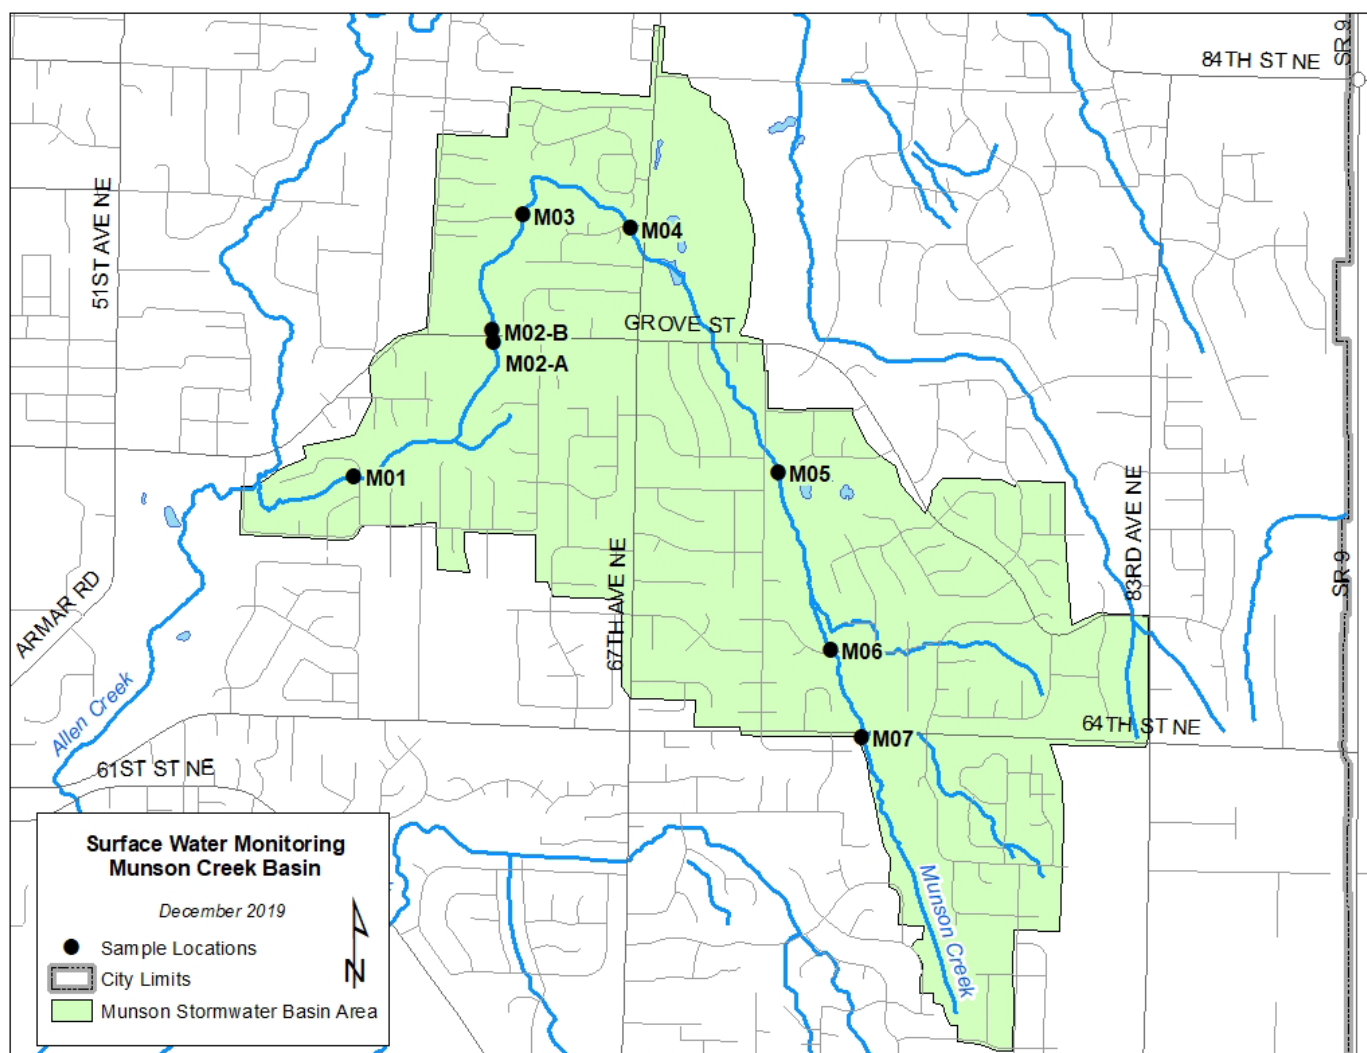 84TH ST NE
SR 9
51ST AVE NE
M03
M04
GROVE ST
M02-B
M02-A
M01
M05
83RD AVE NE
67TH AVE NE
SR 9
ARMAR RD
M06
Allen Creek
64TH ST NE
M07
61ST ST NE
Munson Creek
Surface Water Monitoring
Munson Creek Basin
December 2019
N
Sample Locations
City Limits
Munson Stormwater Basin Area